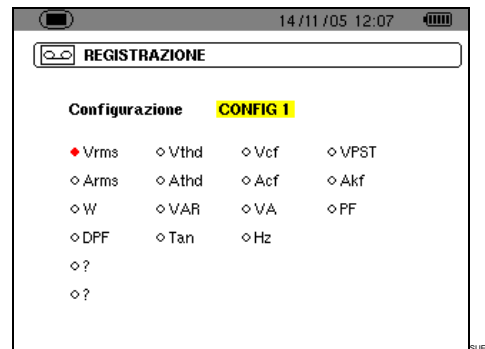 14/11/05 12:07
REGISTRAZIONE
Configurazione CONFIG 1
Vrms Vthd Vcf VPST
Arms Athd Acf Akf
W VAR VA PF
DPF Tan Hz
?
?